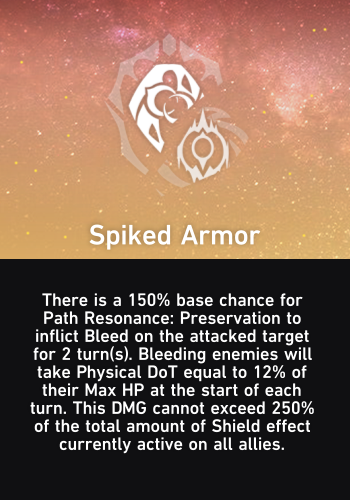 Spiked Armor
There is a 150% base chance for
Path Resonance: Preservation to
inflict Bleed on the attacked target
for 2 turn(s). Bleeding enemies will
take Physical DoT equal to 12% of
their Max HP at the start of each
turn. This DMG cannot exceed 250%
of the total amount of Shield effect
currently active on all allies.